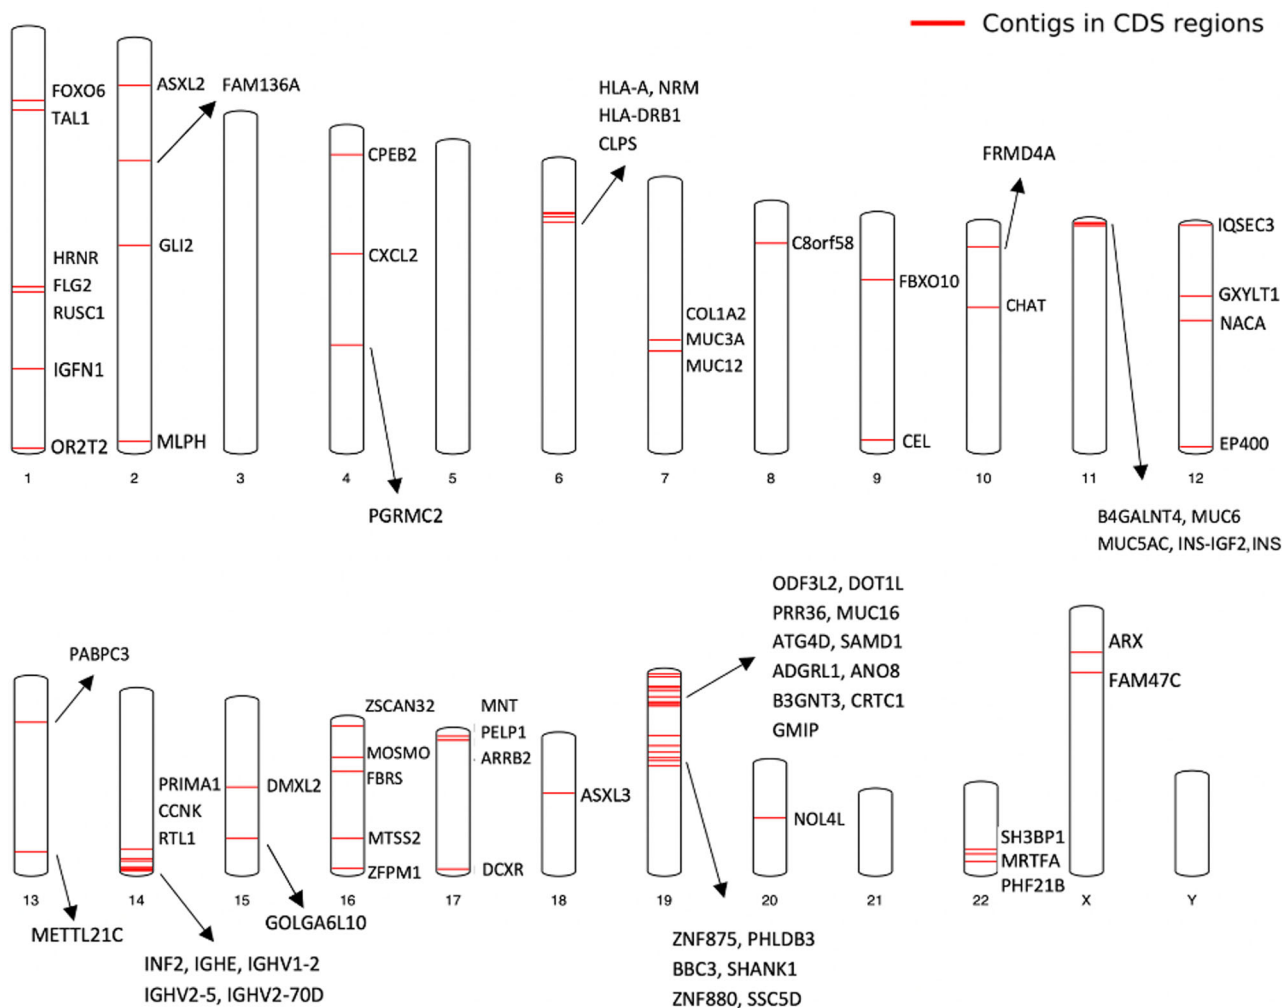 Contigs in CDS regions
FOXO6
TAL1
HRNR
FLG2
RUSC1
IGFN1
OR2T2
ASXL2
FAM136A
GLI2
MLPH
CPEB2
CXCL2
PGRMC2
HLA-A, NRM
HLA-DRB1
CLPS
COL1A2
MUC3A
MUC12
C8orf58
FBXO10
CEL
FRMD4A
CHAT
B4GALNT4, MUC6
MUC5AC, INS-IGF2, INS
IQSEC3
GXYLT1
NACA
EP400
1 2 3 4 5 6 7 8 9 10 11 12
PABPC3
METTL21C
PRIMA1
CCNK
RTL1
INF2, IGHE, IGHV1-2
IGHV2-5, IGHV2-70D
DMXL2
GOLGA6L10
ZSCAN32
MOSMO
FBRS
MTSS2
ZFPM1
MNT
PELP1
ARRB2
DCXR
ASXL3
ODF3L2, DOT1L
PRR36, MUC16
ATG4D, SAMD1
ADGRL1, ANO8
B3GNT3, CRTC1
GMIP
ZNF875, PHLDB3
BBC3, SHANK1
ZNF880, SSC5D
NOL4L
SH3BP1
MRTFA
PHF21B
ARX
FAM47C
13 14 15 16 17 18 19 20 21 22 X Y